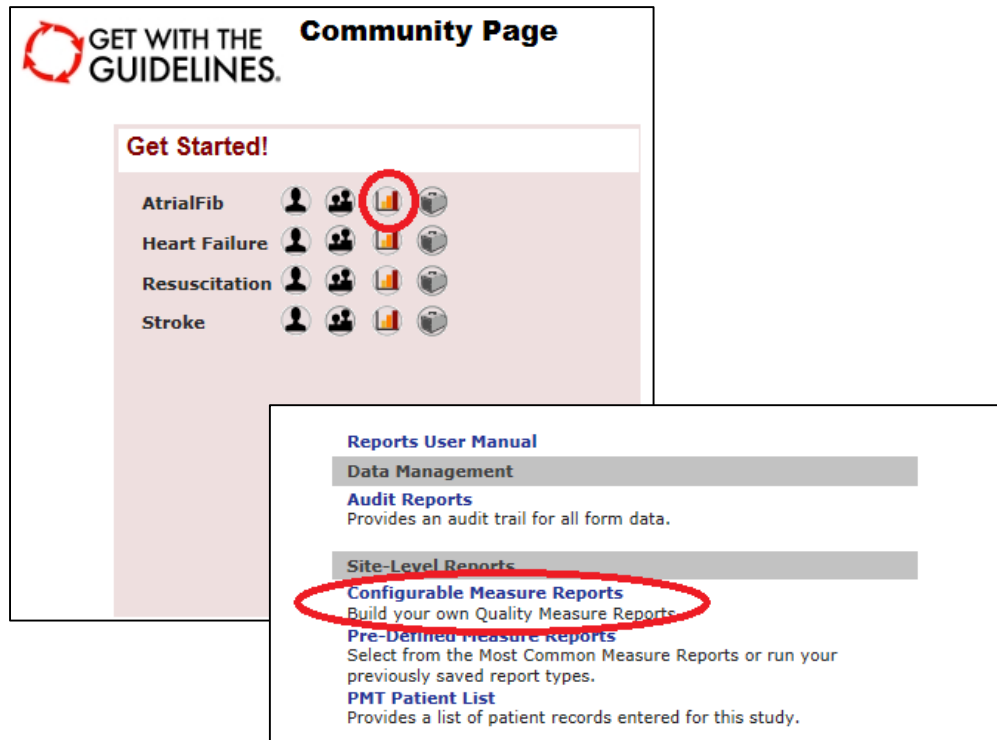 GET WITH THE
GUIDELINES.
Community Page
Get Started!
AtrialFib
Heart Failure
Resuscitation
Stroke
Reports User Manual
Data Management
Audit Reports
Provides an audit trail for all form data.
Site-Level Reports
Configurable Measure Reports
Build your own Quality Measure Reports.
Pre-Defined Measure Reports
Select from the Most Common Measure Reports or run your
previously saved report types.
PMT Patient List
Provides a list of patient records entered for this study.